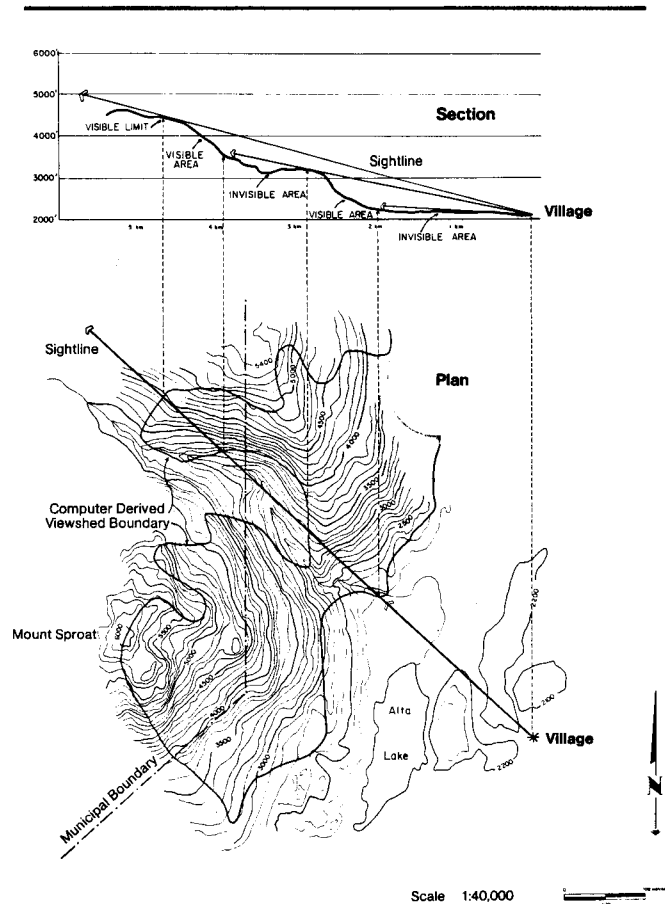 6000'
5000'
Section
VISIBLE LIMIT
4000'
VISIBLE
AREA
Sightline
3000'
INVISIBLE AREA
2000'
VISIBLE AREA
INVISIBLE AREA
Village
5 km
4 km
3 km
2 km
1 km
Sightline
Plan
5400
5000
4500
4000
3500
3000
2500
Computer Derived
Viewshed Boundary
2200
Mount Sproat
6000
5500
5000
4500
4000
3500
3000
Alta
Lake
2100
2200
Village
Municipal Boundary
N
Scale 1:40,000